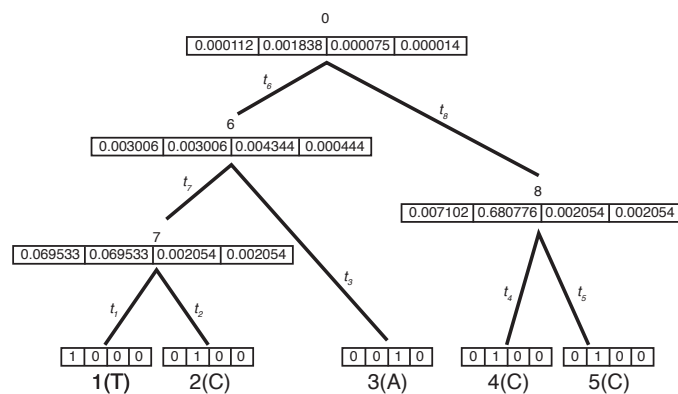 0
0.000112 0.001838 0.000075 0.000014
t6 t8
6
0.003006 0.003006 0.004344 0.000444
t7
8
0.007102 0.680776 0.002054 0.002054
7
0.069533 0.069533 0.002054 0.002054
t1 t2 t3 t4 t5
1 0 0 0 0 1 0 0 0 0 1 0 0 1 0 0 0 1 0 0
1(T) 2(C) 3(A) 4(C) 5(C)